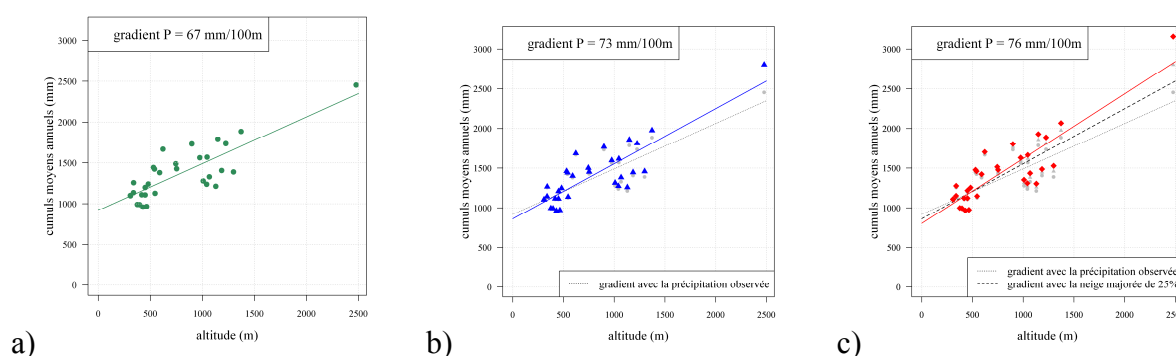 gradient P = 67 mm/100m
cumuls moyens annuels (mm)
3000
2500
2000
1500
1000
500
0
0 500 1000 1500 2000 2500
altitude (m)
a)
gradient P = 73 mm/100m
cumuls moyens annuels (mm)
3000
2500
2000
1500
1000
500
0
gradient avec la précipitation observée
0 500 1000 1500 2000 2500
altitude (m)
b)
gradient P = 76 mm/100m
cumuls moyens annuels (mm)
3000
2500
2000
1500
1000
500
0
gradient avec la précipitation observée
gradient avec la neige majorée de 25%
0 500 1000 1500 2000 2500
altitude (m)
c)